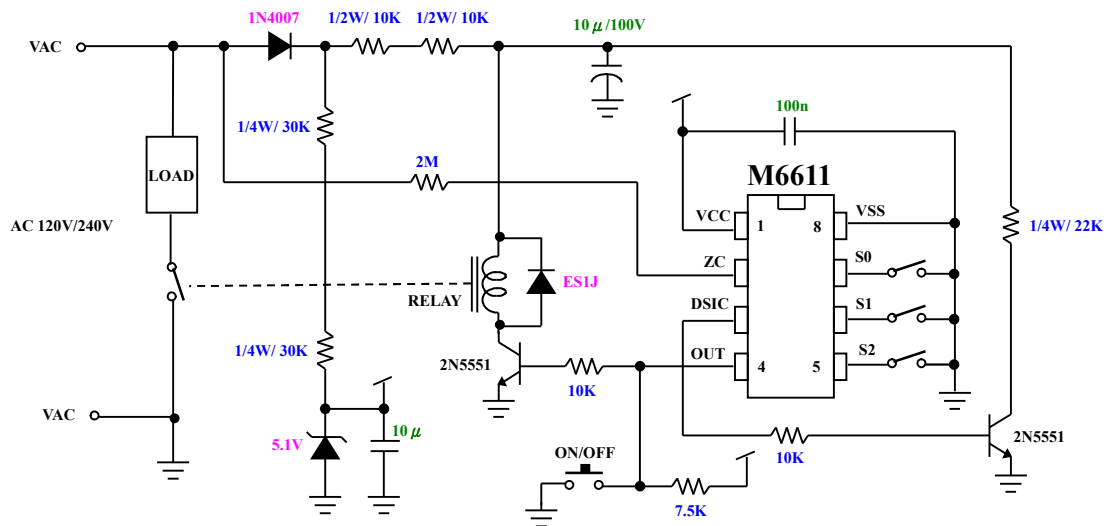 1N4007
1/2W/ 10K
1/2W/ 10K
10μ/100V
VAC
1/4W/ 30K
100n
2M
M6611
LOAD
VCC
1
8
VSS
1/4W/ 22K
AC 120V/240V
ZC
S0
RELAY
ES1J
DSIC
S1
1/4W/ 30K
2N5551
OUT
4
5
S2
10K
VAC
5.1V
10μ
ON/OFF
10K
2N5551
7.5K